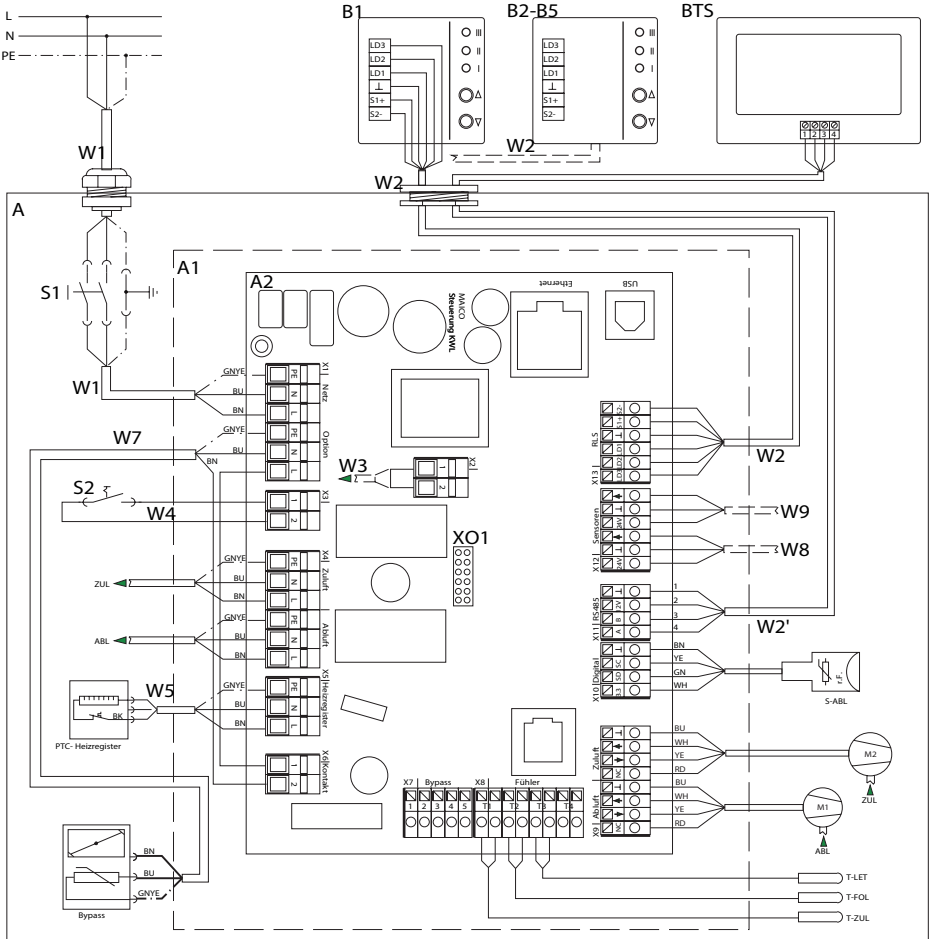 L
N
PE
W1
B1
LD3
LD2
LD1
⊥
S1+
S2-
III
II
I
B2-B5
LD3
LD2
LD1
⊥
S1+
S2-
III
II
I
W2
BTS
1 2 3 4
W2
A
S1
W1
A1
A2
MAICO
Steuerung KWL
Ethernet
USB
GNYE
BU
BN
X1
Netz
PE
N
L
W7
GNYE
BU
BN
Option
PE
N
L
W3
X2
1
2
S2
W4
X3
1
2
XO1
ZUL
GNYE
BU
BN
X4
Zuluft
PE
N
L
ABL
GNYE
BU
BN
Abluft
PE
N
L
W5
BK
PTC- Heizregister
GNYE
BU
BN
X5
Heizregister
PE
N
L
X6
Kontakt
1
2
BN
BU
GNYE
Bypass
X7 Bypass
1 2 3 4 5
X8 Fühler
T1 T2 T3 T4
RLS
X13
S2-
S1+
⊥
LD1
LD2
LD3
W2
Sensoren
X12
⊥
24V
⊥
24V
W9
W8
RS485
X11
⊥
12V
B
A
1
2
3
4
W2'
Digital
X10
⊥
SC
SD
3.3
BN
YE
GN
WH
r.F.
S-ABL
Zuluft
⊥
NC
BU
WH
YE
RD
M2
ZUL
Abluft
X9
⊥
NC
BU
WH
YE
RD
M1
ABL
T-LET
T-FOL
T-ZUL